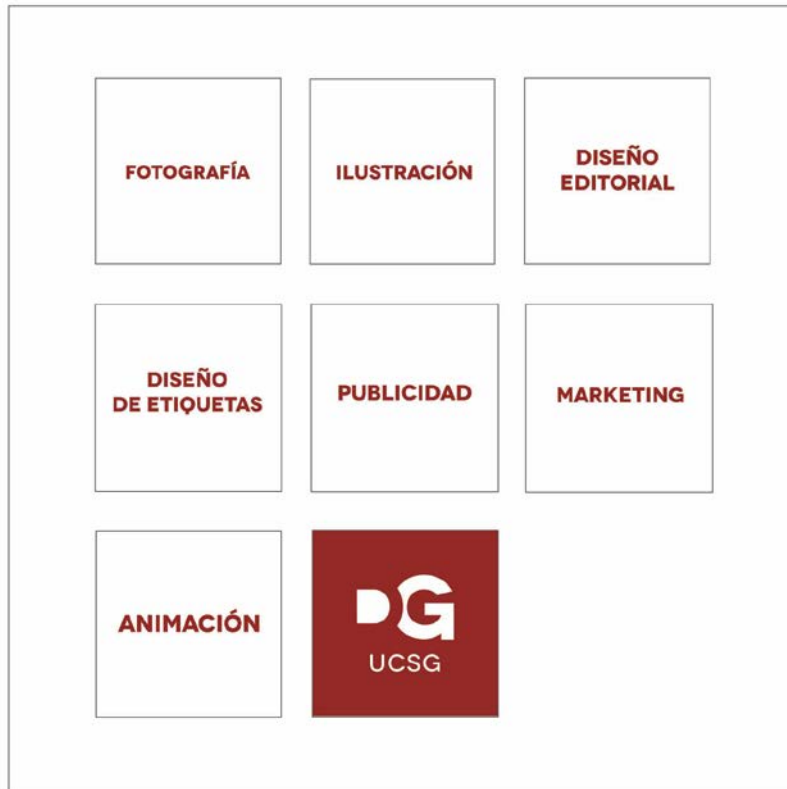 FOTOGRAFÍA
ILUSTRACIÓN
DISEÑO
EDITORIAL
DISEÑO
DE ETIQUETAS
PUBLICIDAD
MARKETING
ANIMACIÓN
DG
UCSG